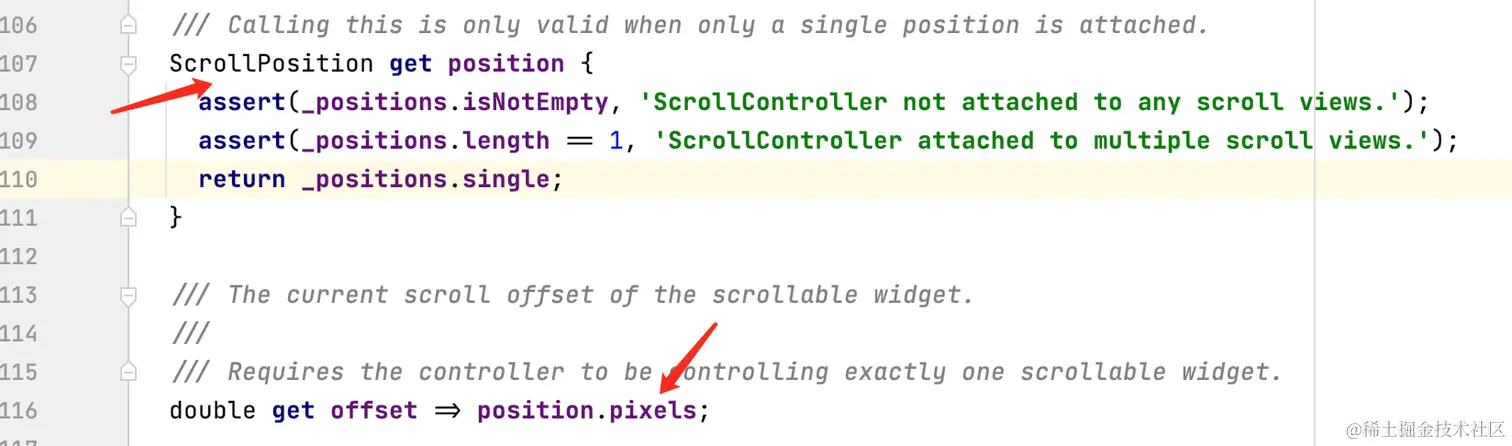 106 /// Calling this is only valid when only a single position is attached.
107 ScrollPosition get position {
108 assert(_positions.isNotEmpty, 'ScrollController not attached to any scroll views.');
109 assert(_positions.length == 1, 'ScrollController attached to multiple scroll views.');
110 return _positions.single;
111 }
112
113 /// The current scroll offset of the scrollable widget.
114 ///
115 /// Requires the controller to be controlling exactly one scrollable widget.
116 double get offset => position.pixels;
117
@稀土掘金技术社区